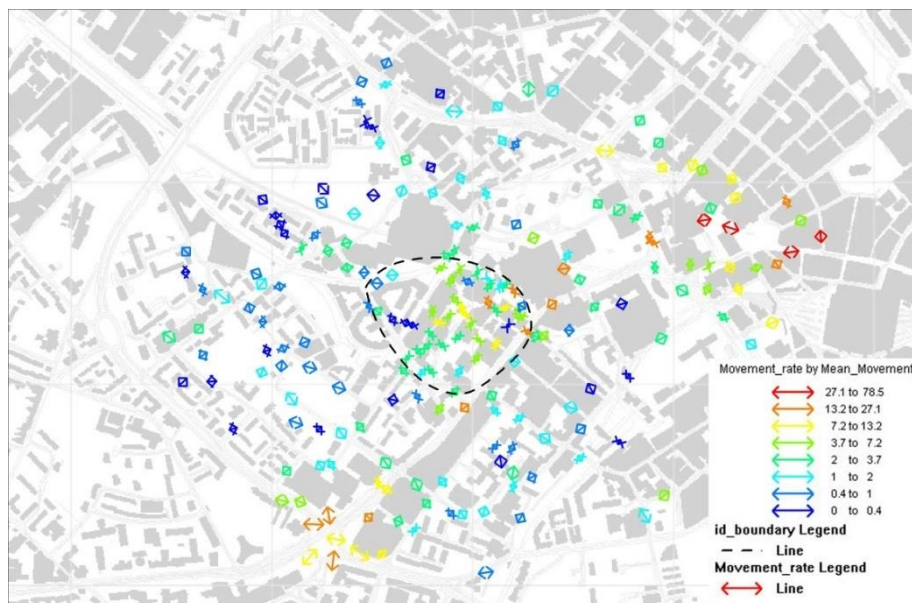 Movement_rate by Mean_Movement
27.1 to 78.5
13.2 to 27.1
7.2 to 13.2
3.7 to 7.2
2 to 3.7
1 to 2
0.4 to 1
0 to 0.4
id_boundary Legend
Line
Movement_rate Legend
Line